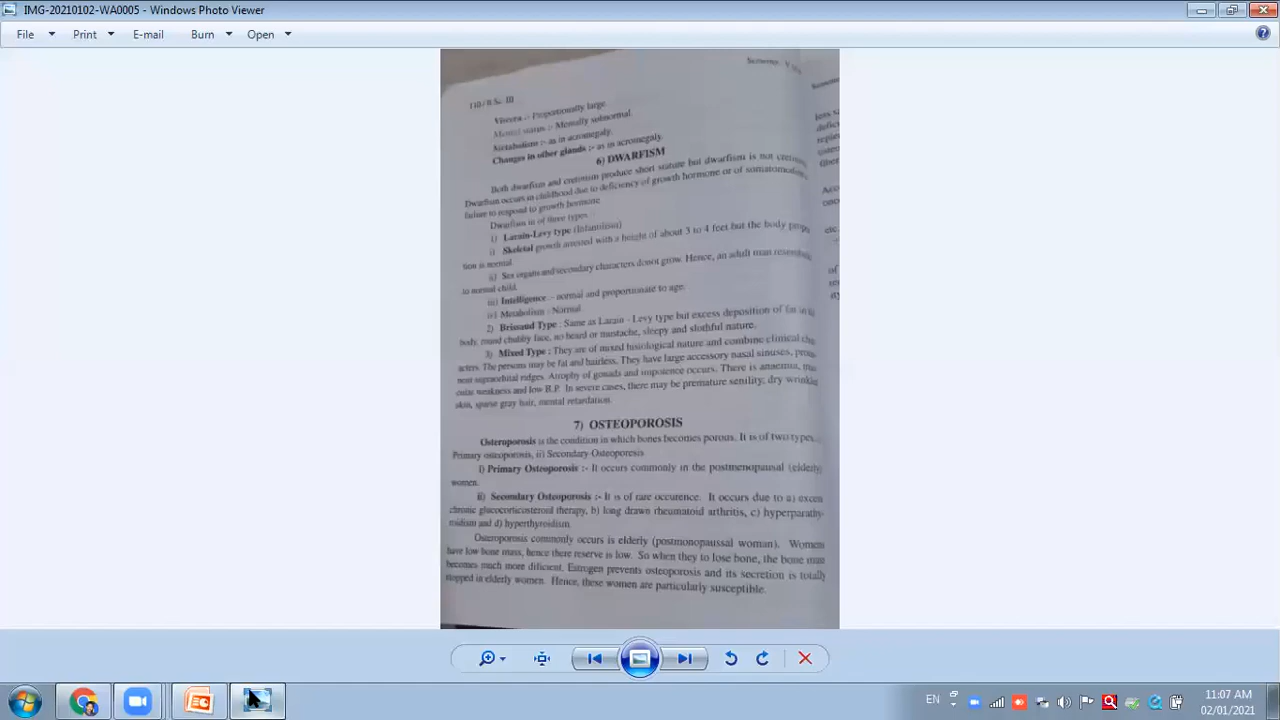 IMG-20210102-WA0005 - Windows Photo Viewer
File Print E-mail Burn Open
110 / B.Sc. III
Viscera :- Proportionally large.
Mental status :- Mentally subnormal.
Metabolism :- as in acromegaly.
Changes in other glands :- as in acromegaly.
6) DWARFISM
Both dwarfism and cretonism produce short stature but dwarfism is not
Dwarfism occurs in childhood due to deficiency of growth hormone or of
failure to respond to growth hormone
Dwarfism is of three types
1) Lorain-Levy type (Infantilism)
i) Skeletal growth arrested with a height of about 3 to 4 feet but the body
tion is normal
ii) Sex organs and secondary characters donot grow. Hence, an adult man
to normal child.
iii) Intelligence :- normal and proportionate to age.
iv) Metabolism : Normal.
2) Brissaud Type : Same as Larain - Levy type but excess deposition of fat in
body, round chubby face, no beard or mustache, sleepy and slothful nature.
3) Mixed Type : They are of mixed histological nature and combine clinical
acters. The persons may be fat and hairless. They have large accessory nasal sinuses,
nent supraorbital ridges. Atrophy of gonads and impotence occurs. There is anaemia,
cular weakness and low B.P. In severe cases, there may be premature senility, dry
skin, sparse gray hair, mental retardation.
7) OSTEOPOROSIS
Osteroporosis is the condition in which bones becomes porous. It is of two types
Primary osteoporosis, ii) Secondary Osteoporesis
i) Primary Osteoporosis :- It occurs commonly in the postmenopausal (elderly)
women.
ii) Secondary Osteoporosis :- It is of rare occurence. It occurs due to a)
chronic glucocorticosteroid therapy, b) long drawn rheumatoid arthritis, c) hyperparathy-
roidism and d) hyperthyroidism.
Osteroporosis commonly occurs is elderly (postmonopaussal woman). Womens
have low bone mass, hence there reserve is low. So when they to lose bone, the bone
becomes much more dificient. Estrogen prevents osteoporosis and its secretion is totally
stopped in elderly women. Hence, these women are particularly susceptible.
EN
11:07 AM
02/01/2021